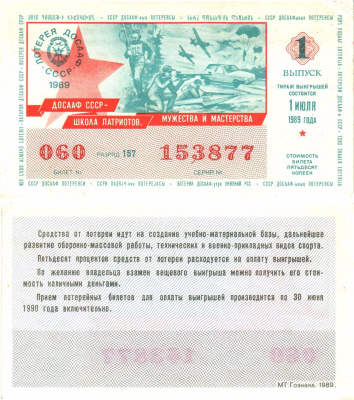 ЛОТЕРЕЯ ДОСААФ
СССР
1989
1
ВЫПУСК
ТИРАЖ ВЫИГРЫШЕЙ
СОСТОИТСЯ
1 ИЮЛЯ
1989 ГОДА
ДОСААФ СССР-
ШКОЛА ПАТРИОТОВ,
МУЖЕСТВА И МАСТЕРСТВА
060
РАЗРЯД 157
153877
БИЛЕТ №
СЕРИЯ №
СТОИМОСТЬ
БИЛЕТА
ПЯТЬДЕСЯТ
КОПЕЕК
Средства от лотереи идут на создание учебно-материальной базы, дальнейшее
развитие оборонно-массовой работы, технических и военно-прикладных видов спорта.
Пятьдесят процентов средств от лотереи расходуется на оплату выигрышей.
По желанию владельца взамен вещевого выигрыша можно получить его стои-
мость наличными деньгами.
Прием лотерейных билетов для оплаты выигрышей производится по 30 июня
1990 года включительно.
МТ Гознака. 1989.